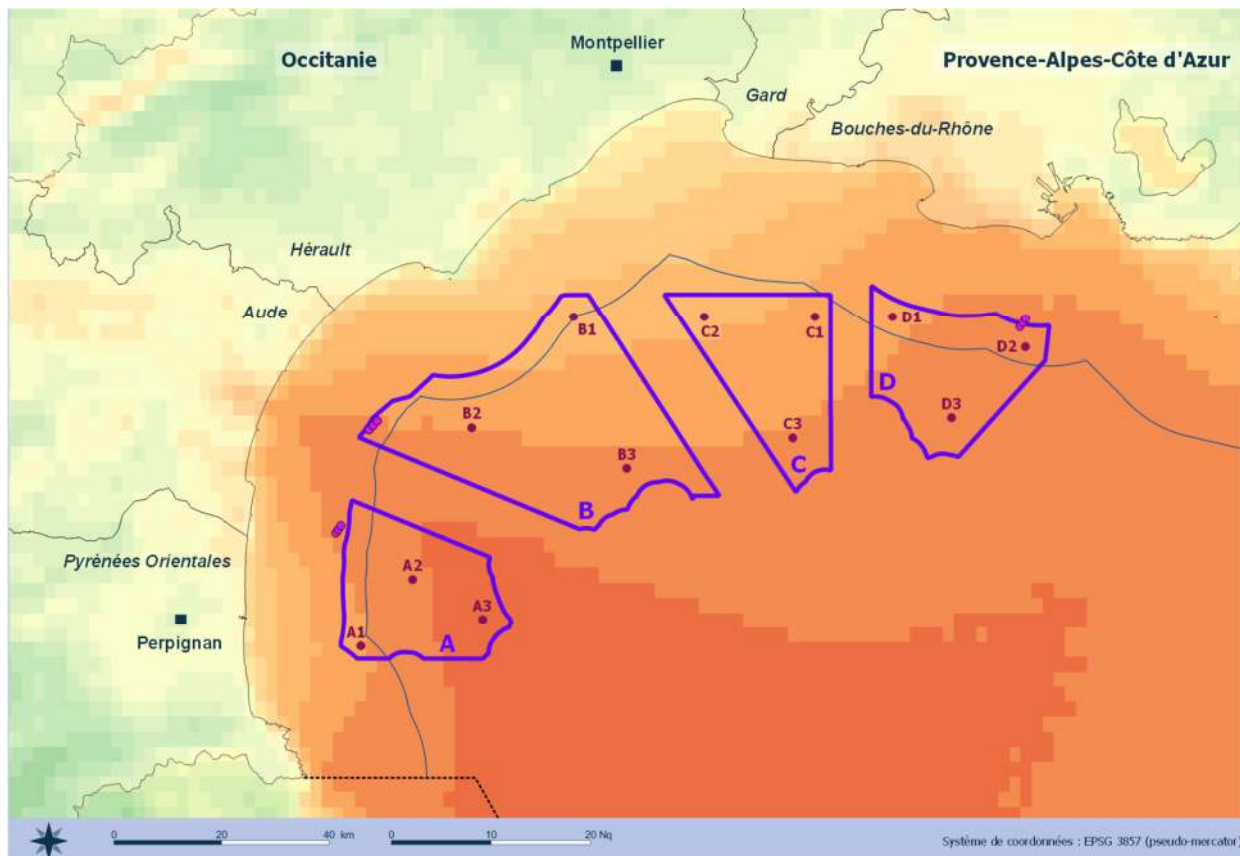 Montpellier
Occitanie
Provence-Alpes-Côte d'Azur
Gard
Bouches-du-Rhône
Hérault
Aude
B1
C2
C1
D1
D2
D
B2
D3
C3
B3
C
B
Pyrénées Orientales
A2
A3
A1
A
Perpignan
0 20 40 km
0 10 20 Nq
Système de coordonnées : EPSG 3857 (pseudo-mercator)